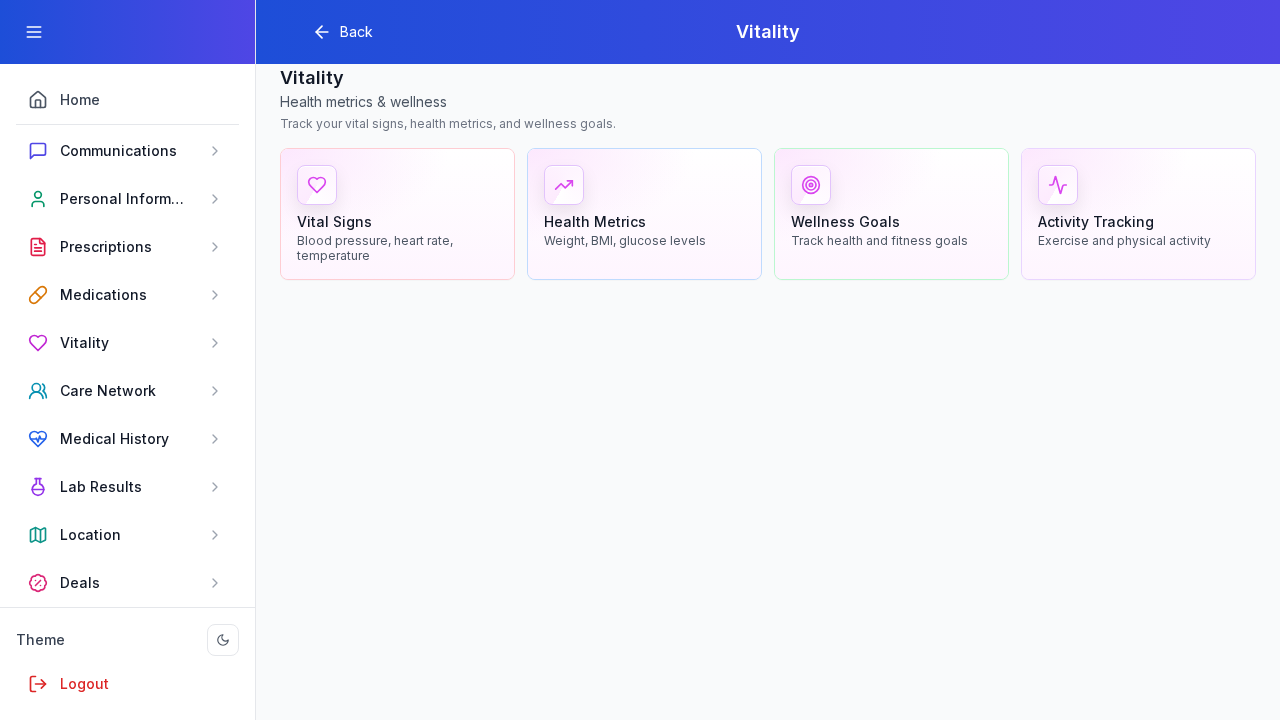 Back
Vitality
Home
Communications
Personal Inform...
Prescriptions
Medications
Vitality
Care Network
Medical History
Lab Results
Location
Deals
Theme
Logout
Vitality
Health metrics & wellness
Track your vital signs, health metrics, and wellness goals.
Vital Signs
Blood pressure, heart rate,
temperature
Health Metrics
Weight, BMI, glucose levels
Wellness Goals
Track health and fitness goals
Activity Tracking
Exercise and physical activity